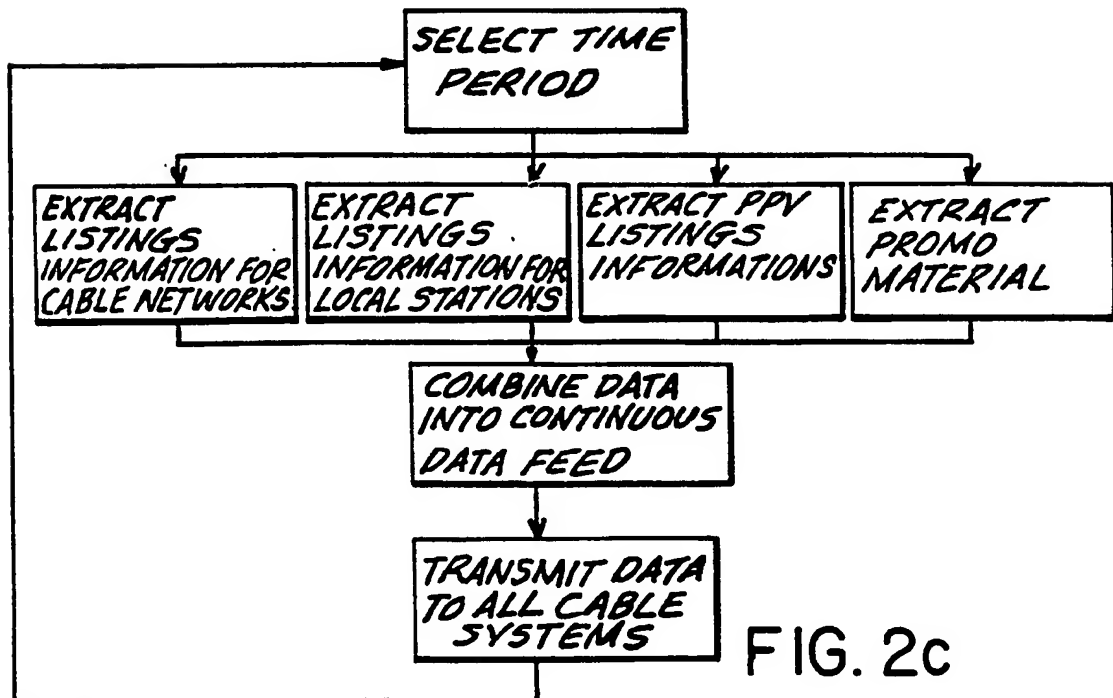 SELECT TIME
PERIOD
EXTRACT
LISTINGS
INFORMATION FOR
CABLE NETWORKS
EXTRACT
LISTINGS
INFORMATION FOR
LOCAL STATIONS
EXTRACT PPV
LISTINGS
INFORMATIONS
EXTRACT
PROMO
MATERIAL
COMBINE DATA
INTO CONTINUOUS
DATA FEED
TRANSMIT DATA
TO ALL CABLE
SYSTEMS
FIG. 2c